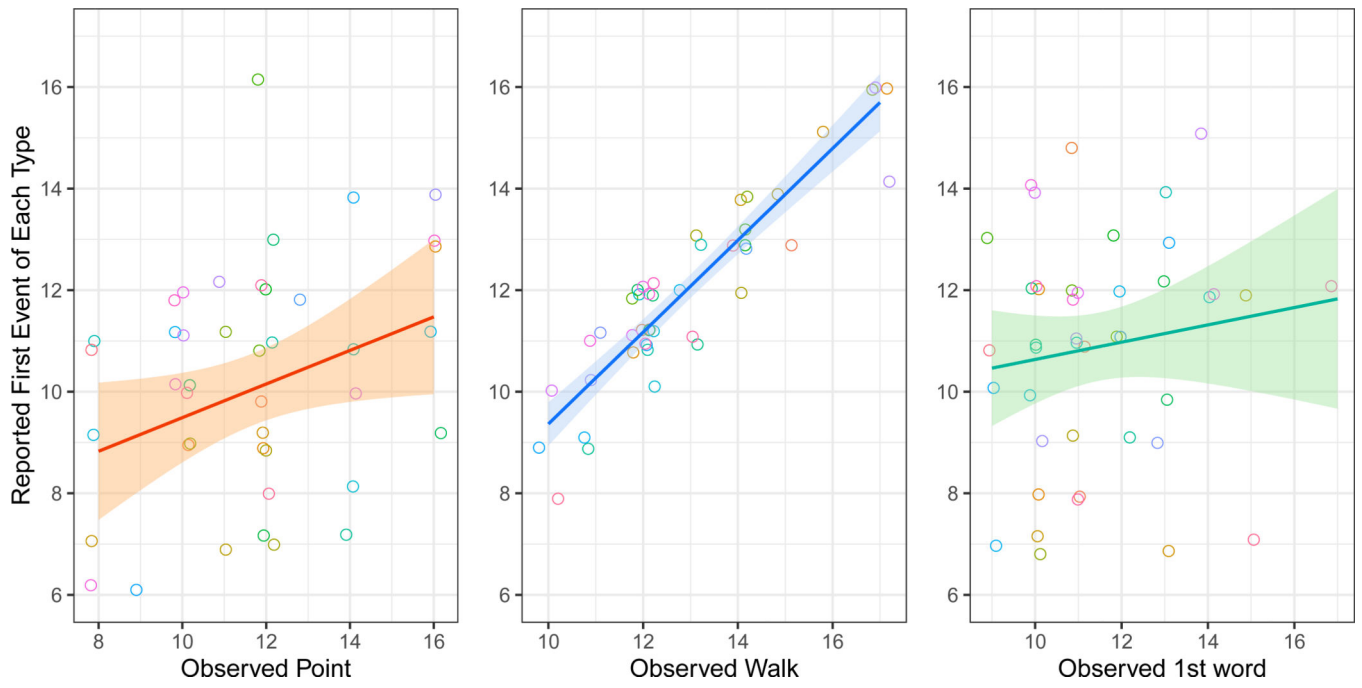 Reported First Event of Each Type
16
14
12
10
8
6
8 10 12 14 16
Observed Point
16
14
12
10
8
6
10 12 14 16
Observed Walk
16
14
12
10
8
6
10 12 14 16
Observed 1st word